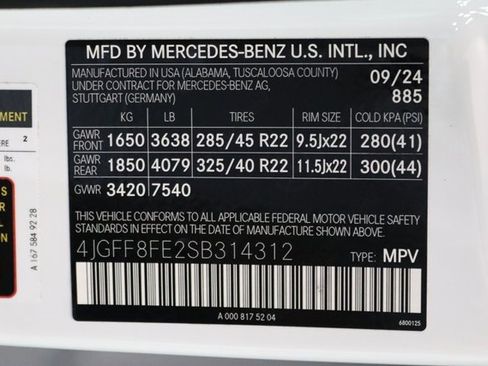 MFD BY MERCEDES-BENZ U.S. INTL., INC
MANUFACTURED IN USA (ALABAMA, TUSCALOOSA COUNTY)
UNDER CONTRACT FOR MERCEDES-BENZ AG,
STUTTGART (GERMANY)
09/24
885
KG LB TIRES RIM SIZE COLD KPA (PSI)
GAWR FRONT 1650 3638 285/45 R22 9.5Jx22 280(41)
GAWR REAR 1850 4079 325/40 R22 11.5Jx22 300(44)
GVWR 3420 7540
THIS VEHICLE CONFORMS TO ALL APPLICABLE FEDERAL MOTOR VEHICLE SAFETY
STANDARDS IN EFFECT ON THE DATE OF MANUFACTURE SHOWN ABOVE.
4JGFF8FE2SB314312 TYPE: MPV
A 000 817 52 04
6800125
2
lbs.
lb.
A 167 584 92 28